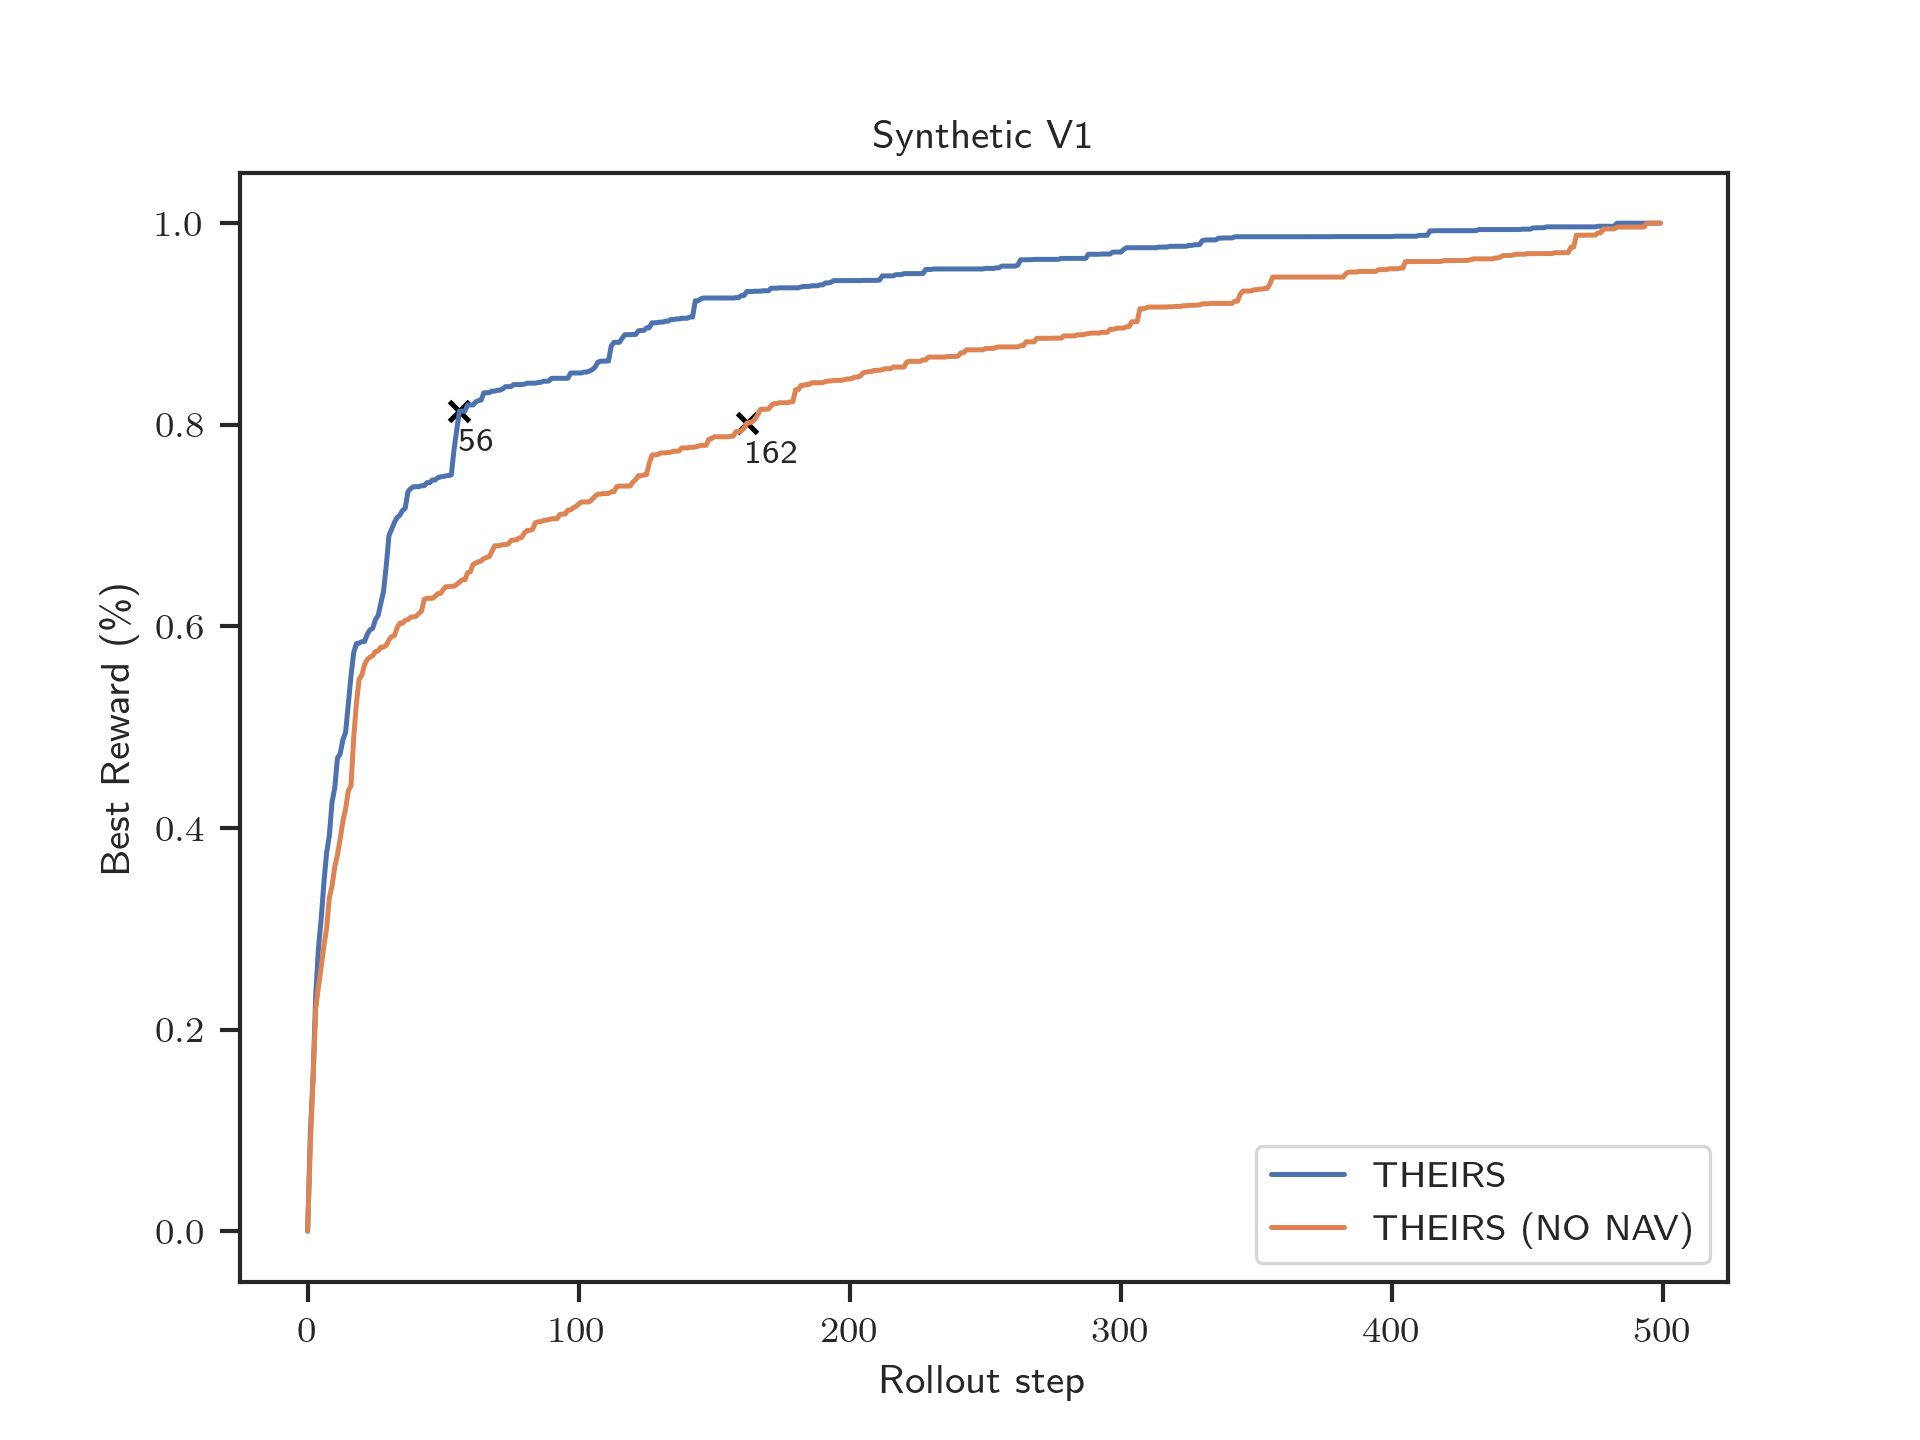 Synthetic V1
Best Reward (%)
1.0
0.8
0.6
0.4
0.2
0.0
56
162
THEIRS
THEIRS (NO NAV)
0 100 200 300 400 500
Rollout step